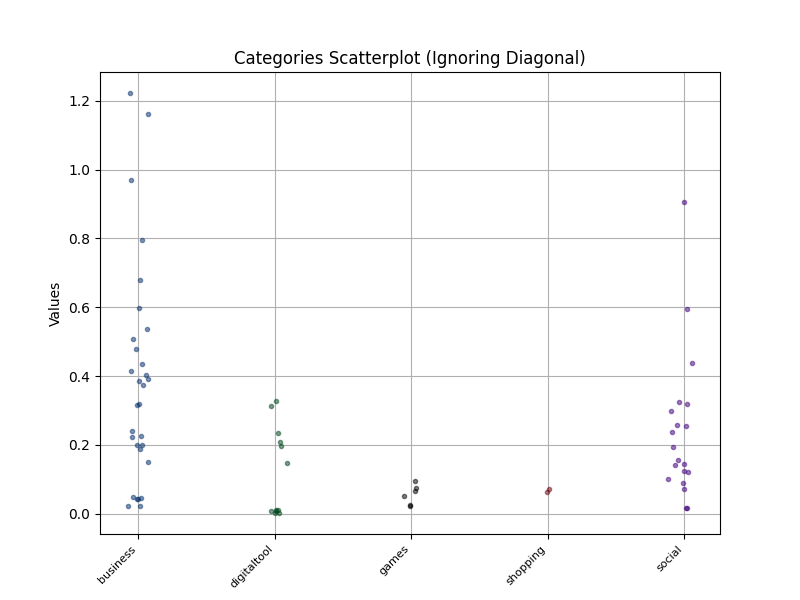 Categories Scatterplot (Ignoring Diagonal)
Values
1.2
1.0
0.8
0.6
0.4
0.2
0.0
business
digitaltool
games
shopping
social